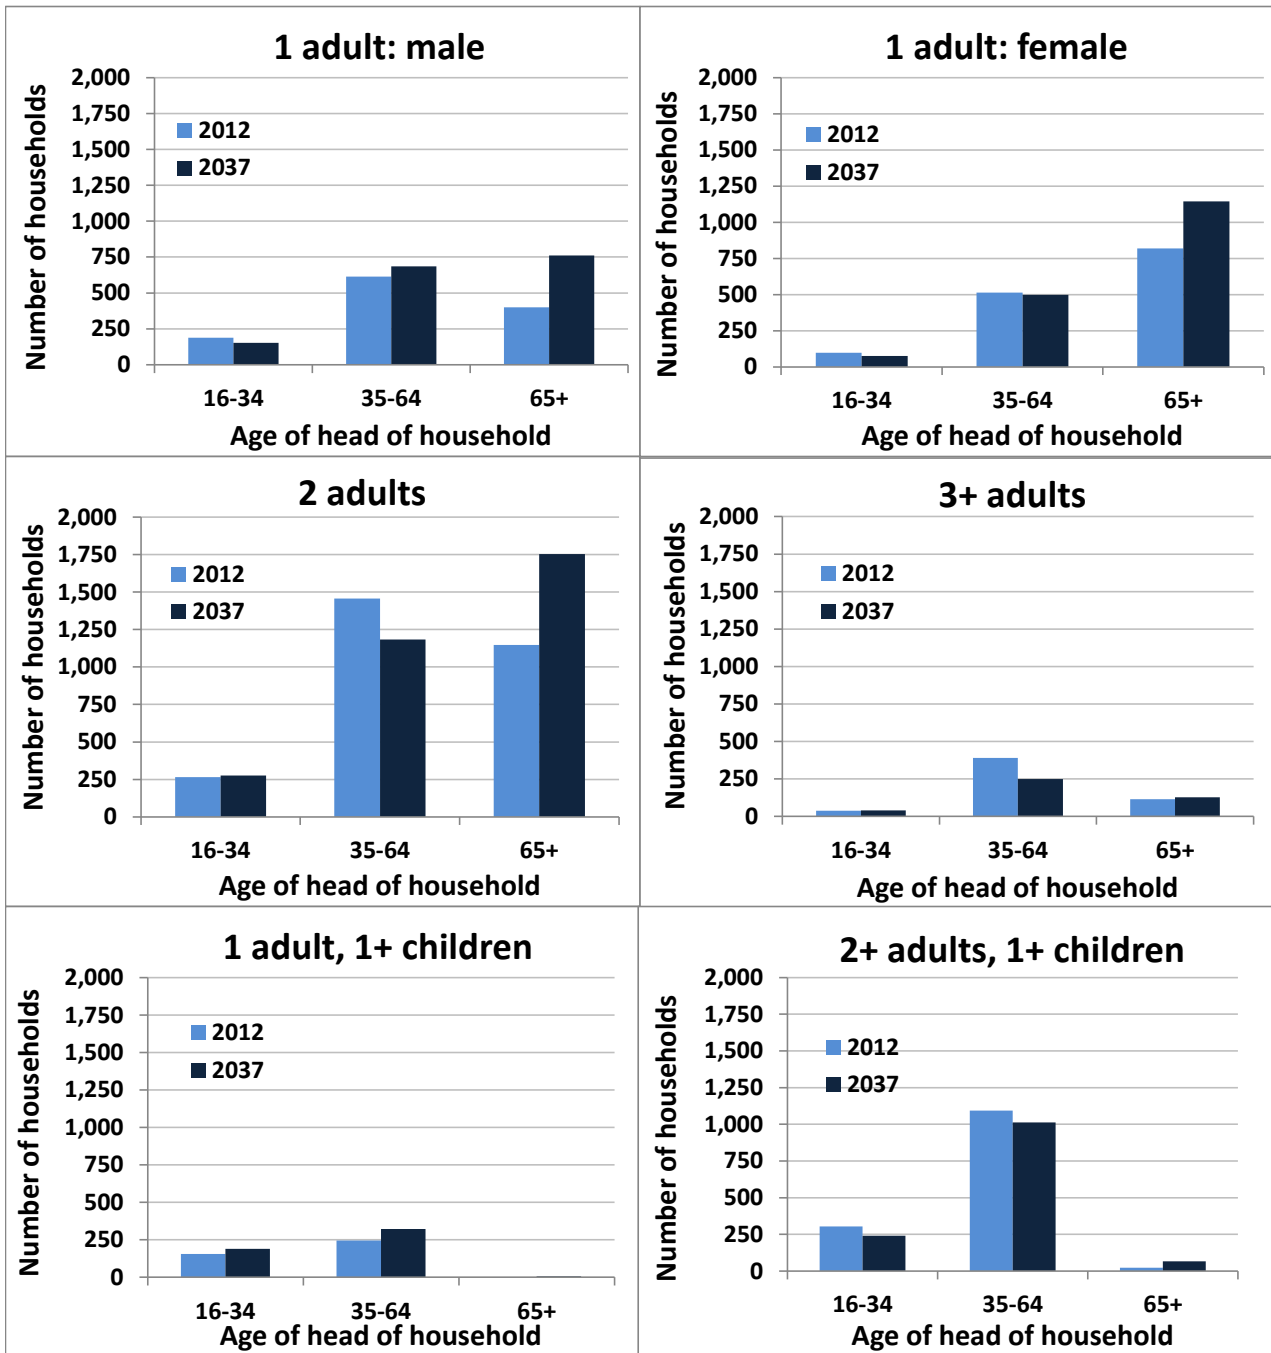 1 adult: male
Number of households
2,000
1,750
1,500
1,250
1,000
750
500
250
0
2012
2037
16-34 35-64 65+
Age of head of household
1 adult: female
Number of households
2,000
1,750
1,500
1,250
1,000
750
500
250
0
2012
2037
16-34 35-64 65+
Age of head of household
2 adults
Number of households
2,000
1,750
1,500
1,250
1,000
750
500
250
0
2012
2037
16-34 35-64 65+
Age of head of household
3+ adults
Number of households
2,000
1,750
1,500
1,250
1,000
750
500
250
0
2012
2037
16-34 35-64 65+
Age of head of household
1 adult, 1+ children
Number of households
2,000
1,750
1,500
1,250
1,000
750
500
250
0
2012
2037
16-34 35-64 65+
Age of head of household
2+ adults, 1+ children
Number of households
2,000
1,750
1,500
1,250
1,000
750
500
250
0
2012
2037
16-34 35-64 65+
Age of head of household